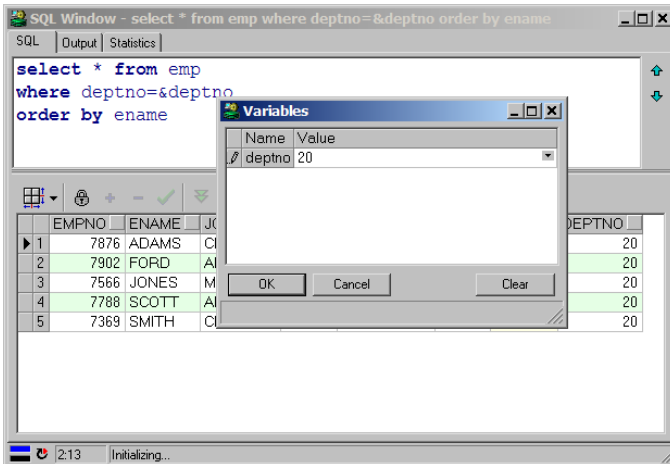 SQL Window - select * from emp where deptno=&deptno order by ename
SQL Output Statistics
select * from emp
where deptno=&deptno
order by ename
Variables
Name Value
deptno 20
OK Cancel Clear
EMPNO ENAME DEPTNO
1 7876 ADAMS 20
2 7902 FORD 20
3 7566 JONES 20
4 7788 SCOTT 20
5 7369 SMITH 20
2:13 Initializing...